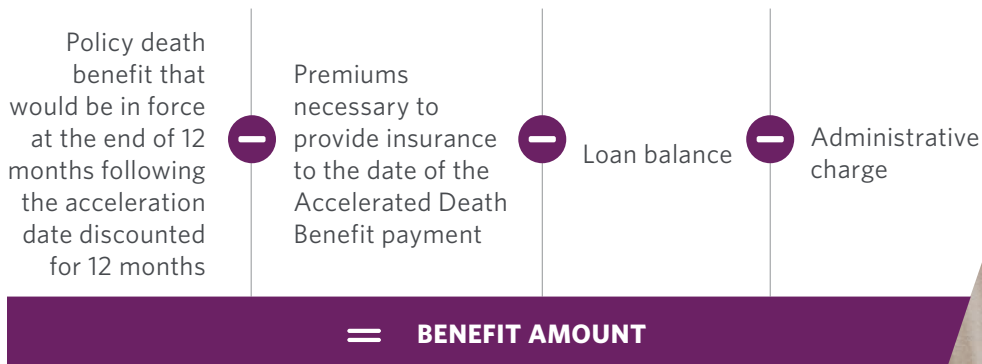 Policy death
benefit that
would be in force
at the end of 12
months following
the acceleration
date discounted
for 12 months
Premiums
necessary to
provide insurance
to the date of the
Accelerated Death
Benefit payment
Loan balance
Administrative
charge
= BENEFIT AMOUNT